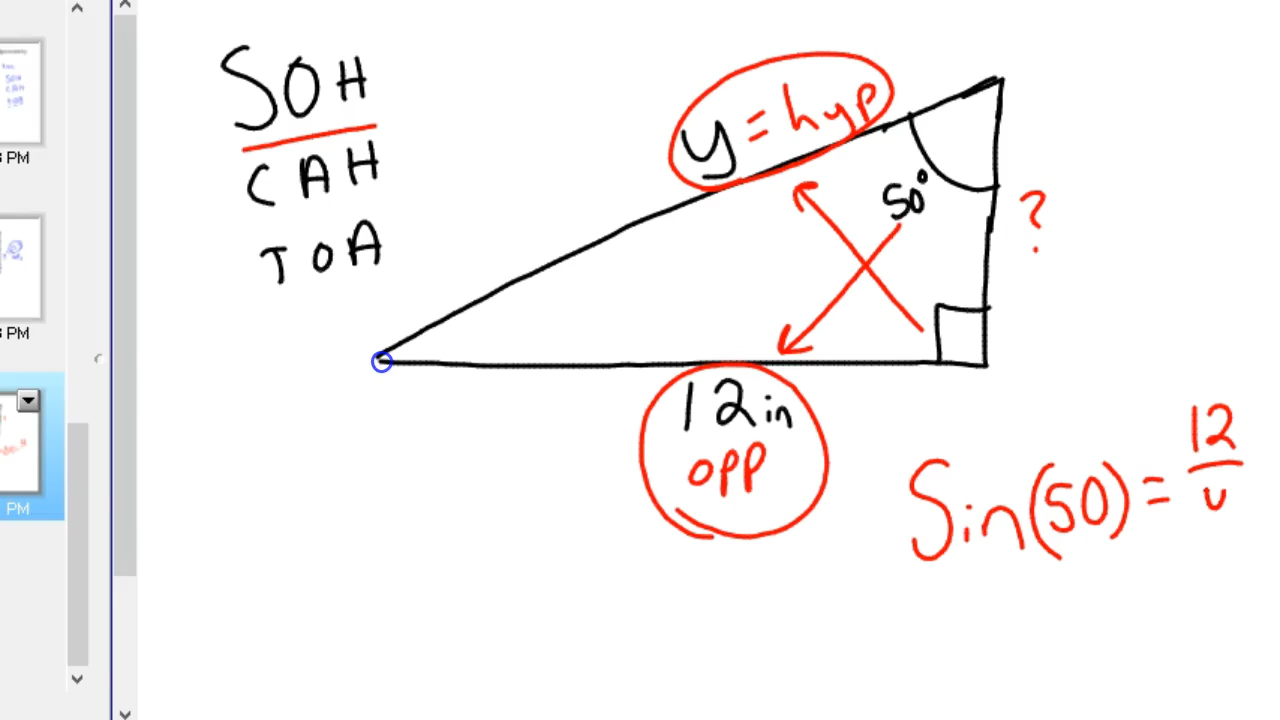 SOH
CAH
TOA
y = hyp
50°
?
12 in
opp
Sin(50) = 12
PM
PM
PM